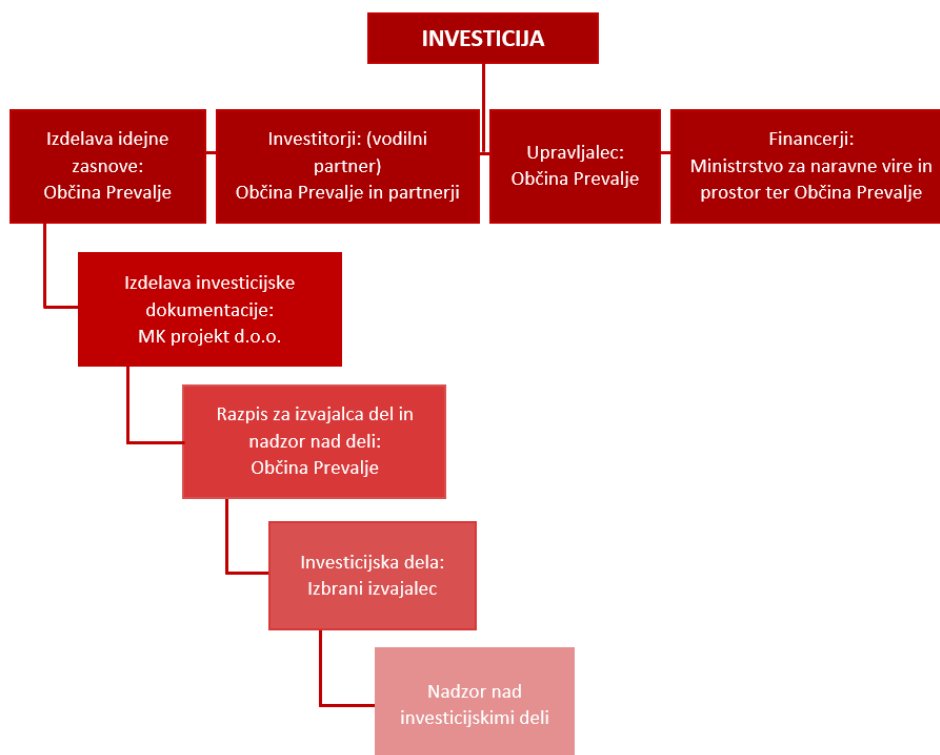 INVESTICIJA
Izdelava idejne
zasnove:
Občina Prevalje
Investitorji: (vodilni
partner)
Občina Prevalje in partnerji
Upravljalec:
Občina Prevalje
Financerji:
Ministrstvo za naravne vire in
prostor ter Občina Prevalje
Izdelava investicijske
dokumentacije:
MK projekt d.o.o.
Razpis za izvajalca del in
nadzor nad deli:
Občina Prevalje
Investicijska dela:
Izbrani izvajalec
Nadzor nad
investicijskimi deli